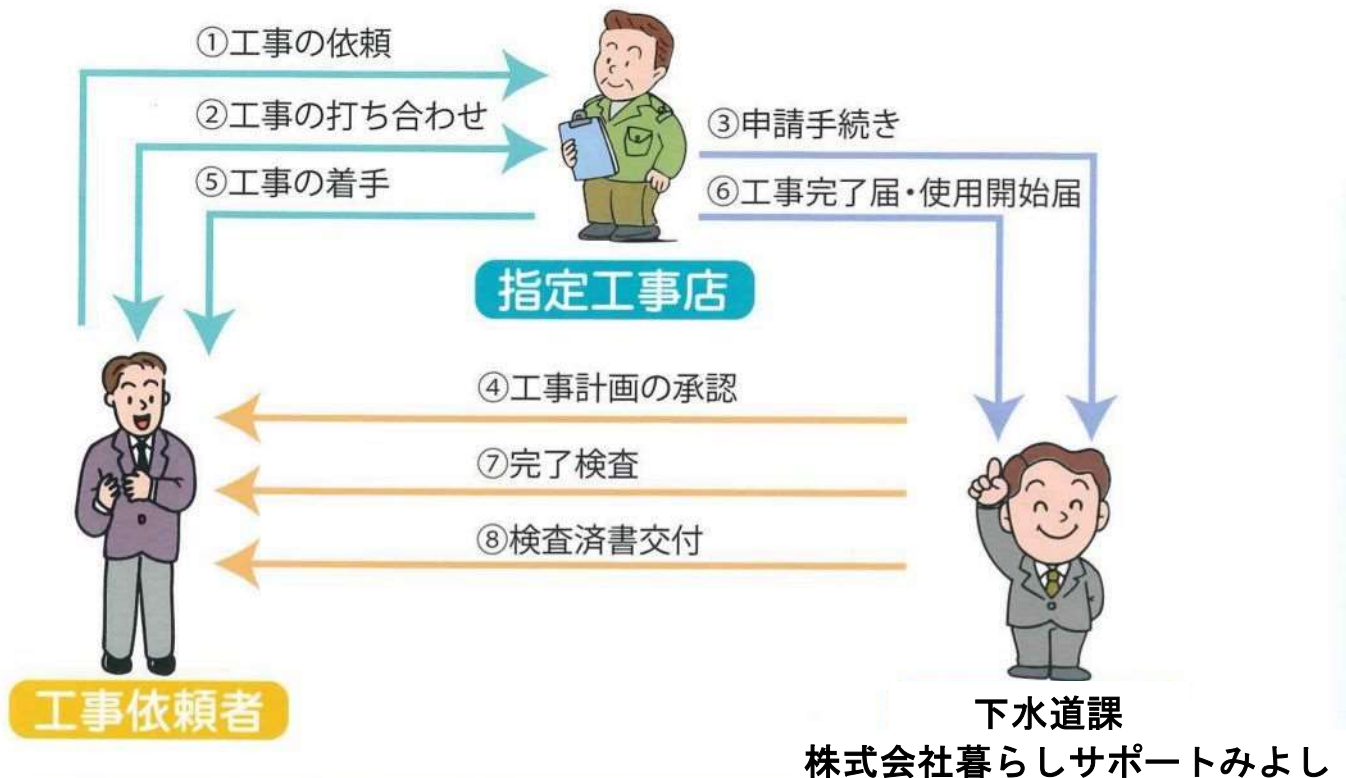 ①工事の依頼
②工事の打ち合わせ
⑤工事の着手
③申請手続き
⑥工事完了届・使用開始届
指定工事店
④工事計画の承認
⑦完了検査
⑧検査済書交付
工事依頼者
下水道課
株式会社暮らしサポートみよし